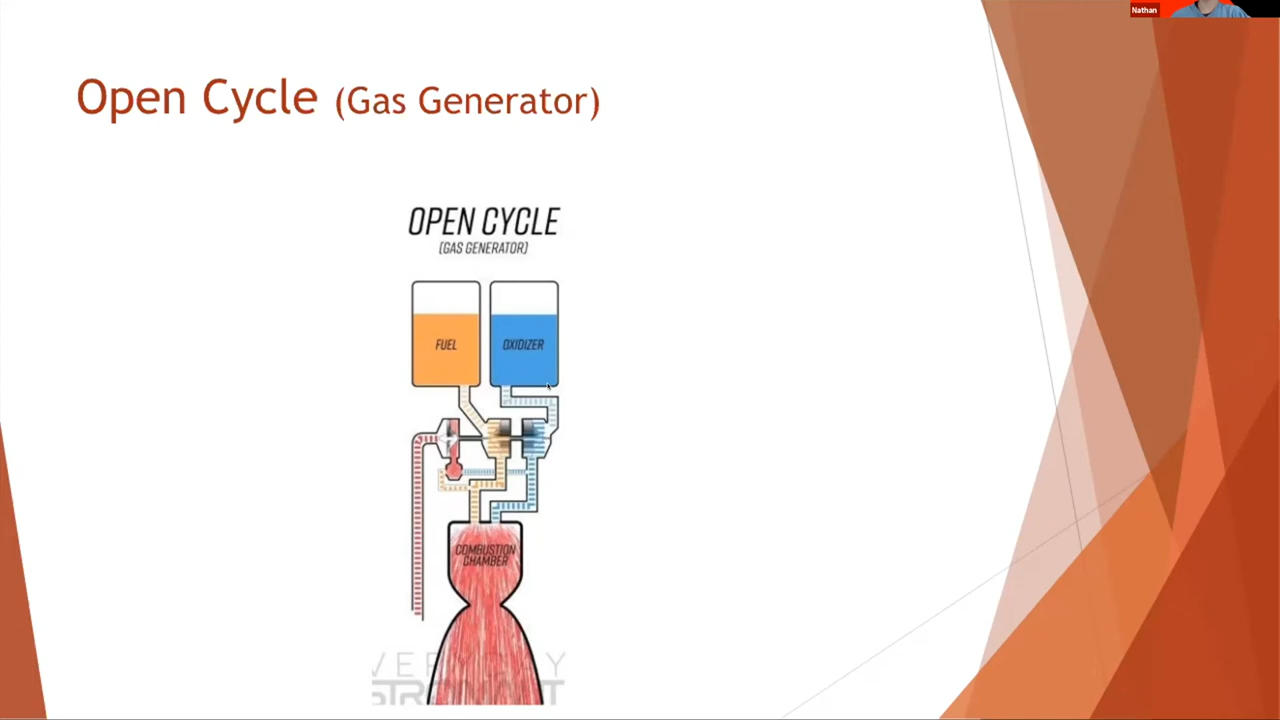 Nathan
Open Cycle (Gas Generator)
OPEN CYCLE
(GAS GENERATOR)
FUEL
OXIDIZER
COMBUSTION
CHAMBER